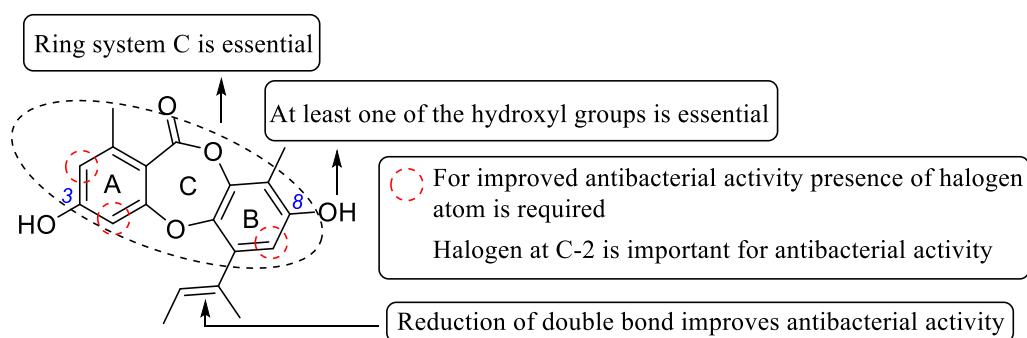 Ring system C is essential
At least one of the hydroxyl groups is essential
O
O
A
C
3
HO
O
B
8
OH
For improved antibacterial activity presence of halogen
atom is required
Halogen at C-2 is important for antibacterial activity
Reduction of double bond improves antibacterial activity